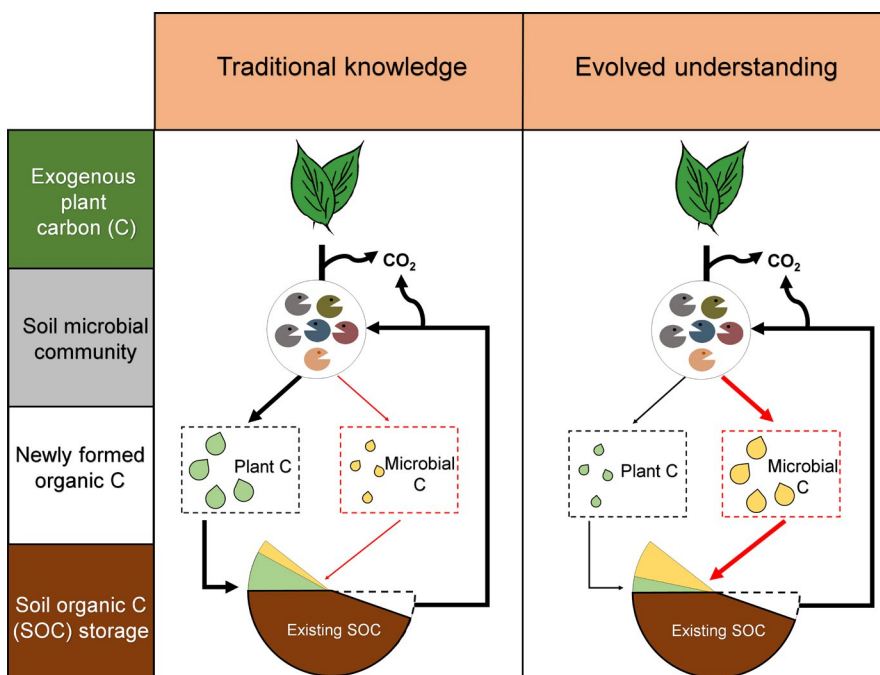 Traditional knowledge
Evolved understanding
Exogenous
plant
carbon (C)
CO₂
CO₂
Soil microbial
community
Newly formed
organic C
Plant C
Microbial
C
Plant C
Microbial
C
Soil organic C
(SOC) storage
Existing SOC
Existing SOC